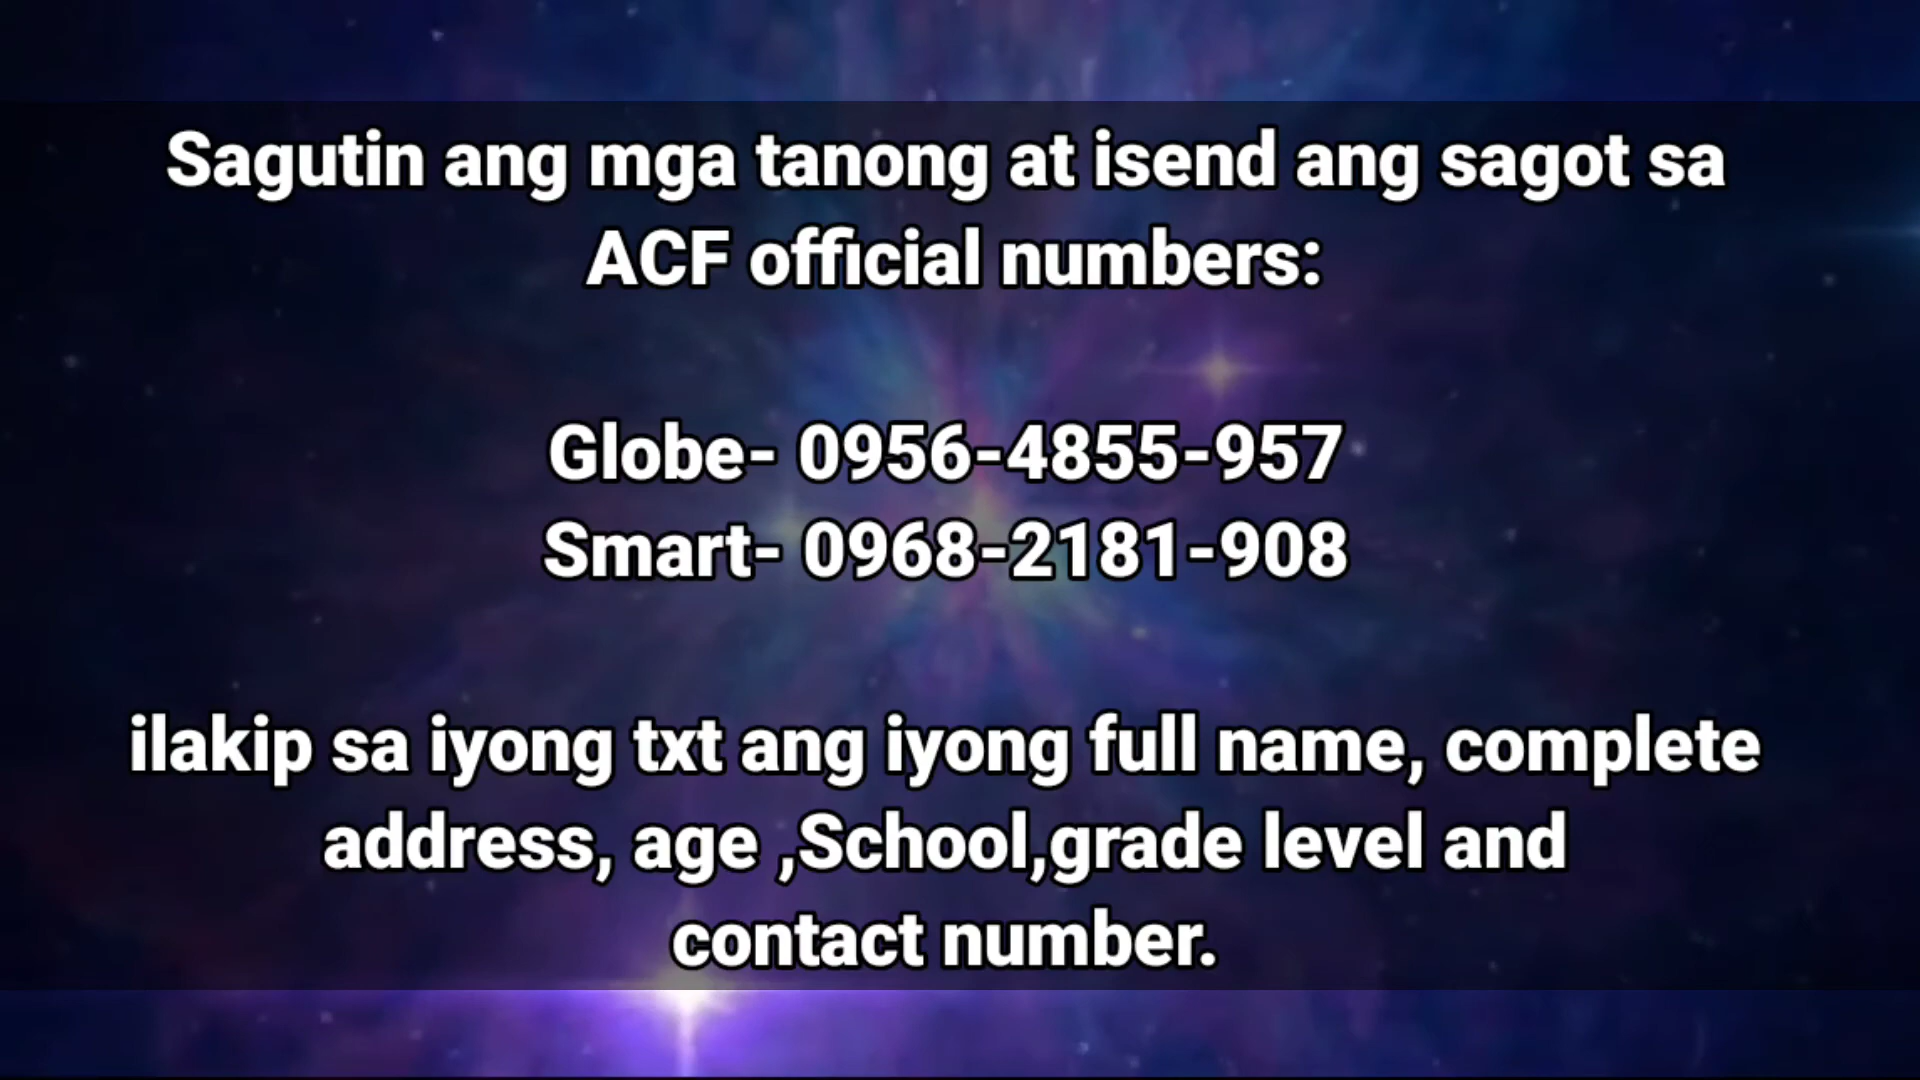 Sagutin ang mga tanong at isend ang sagot sa
ACF official numbers:
Globe- 0956-4855-957
Smart- 0968-2181-908
ilakip sa iyong txt ang iyong full name, complete
address, age ,School,grade level and
contact number.